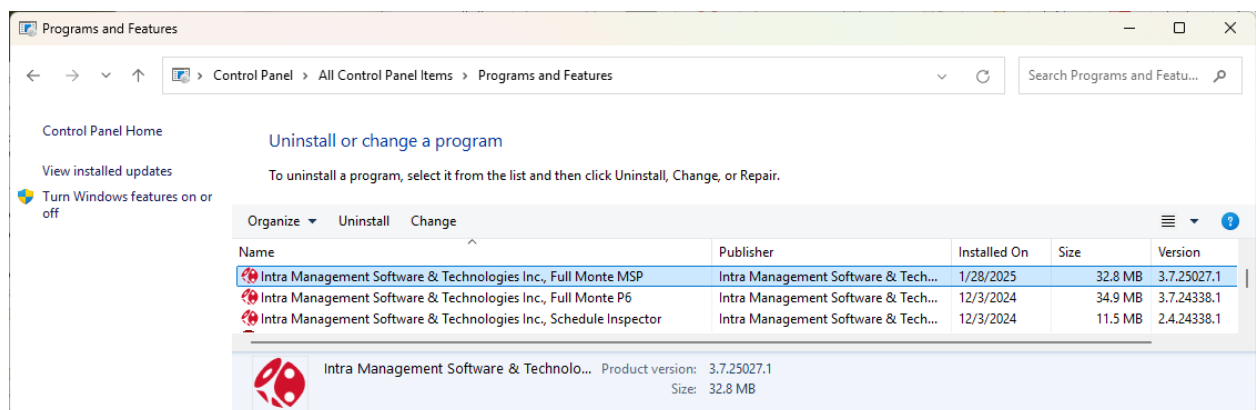 Programs and Features
Control Panel > All Control Panel Items > Programs and Features
Search Programs and Featu...
Control Panel Home
View installed updates
Turn Windows features on or
off
Uninstall or change a program
To uninstall a program, select it from the list and then click Uninstall, Change, or Repair.
Organize Uninstall Change
Name Publisher Installed On Size Version
Intra Management Software & Technologies Inc., Full Monte MSP Intra Management Software & Tech... 1/28/2025 32.8 MB 3.7.25027.1
Intra Management Software & Technologies Inc., Full Monte P6 Intra Management Software & Tech... 12/3/2024 34.9 MB 3.7.24338.1
Intra Management Software & Technologies Inc., Schedule Inspector Intra Management Software & Tech... 12/3/2024 11.5 MB 2.4.24338.1
Intra Management Software & Technolo... Product version: 3.7.25027.1
Size: 32.8 MB